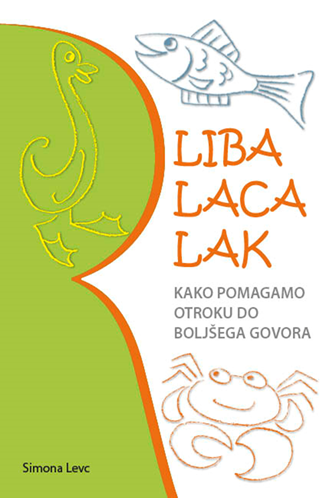 LIBA
LACA
LAK
KAKO POMAGAMO
OTROKU DO
BOLJŠEGA GOVORA
Simona Levc